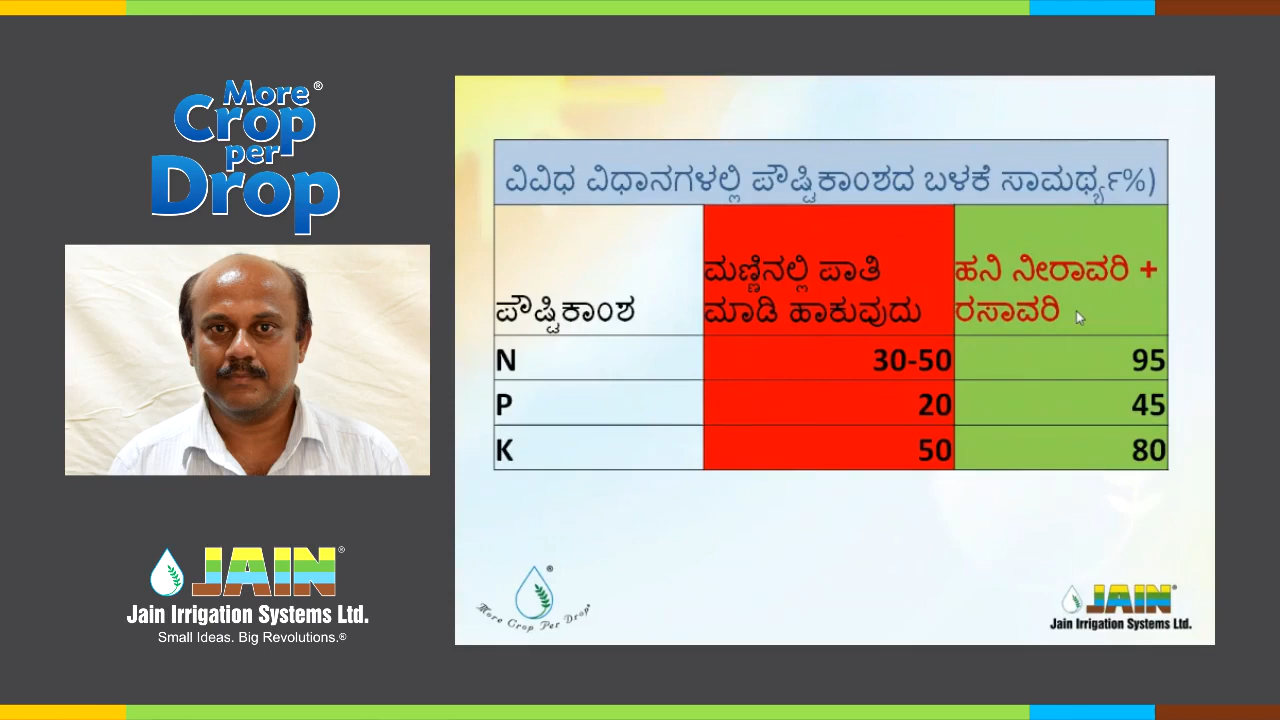 More®
Crop
per
Drop
JAIN®
Jain Irrigation Systems Ltd.
Small Ideas. Big Revolutions.®
ವಿವಿಧ ವಿಧಾನಗಳಲ್ಲಿ ಪೌಷ್ಟಿಕಾಂಶದ ಬಳಕೆ ಸಾಮರ್ಥ್ಯ%)
ಪೌಷ್ಟಿಕಾಂಶ
ಮಣ್ಣಿನಲ್ಲಿ ಪಾತಿ
ಮಾಡಿ ಹಾಕುವುದು
ಹನಿ ನೀರಾವರಿ +
ರಸಾವರಿ
N 30-50 95
P 20 45
K 50 80
More Crop Per Drop®
JAIN®
Jain Irrigation Systems Ltd.